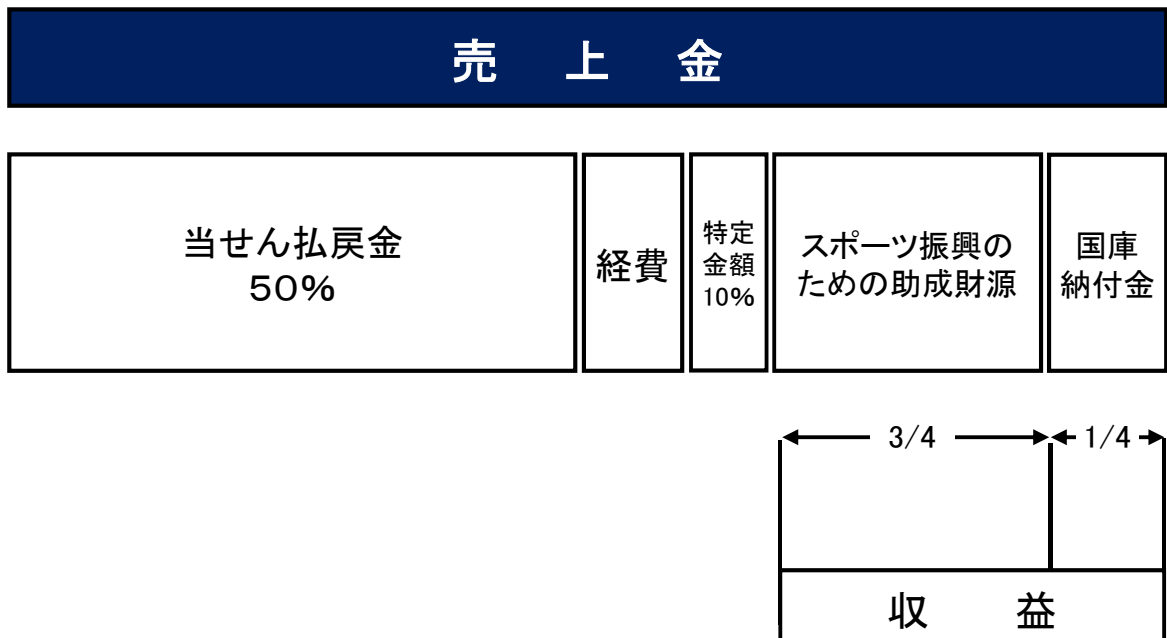 売 上 金
当せん払戻金
50%
経費
特定
金額
10%
スポーツ振興の
ための助成財源
国庫
納付金
3/4
1/4
収 益